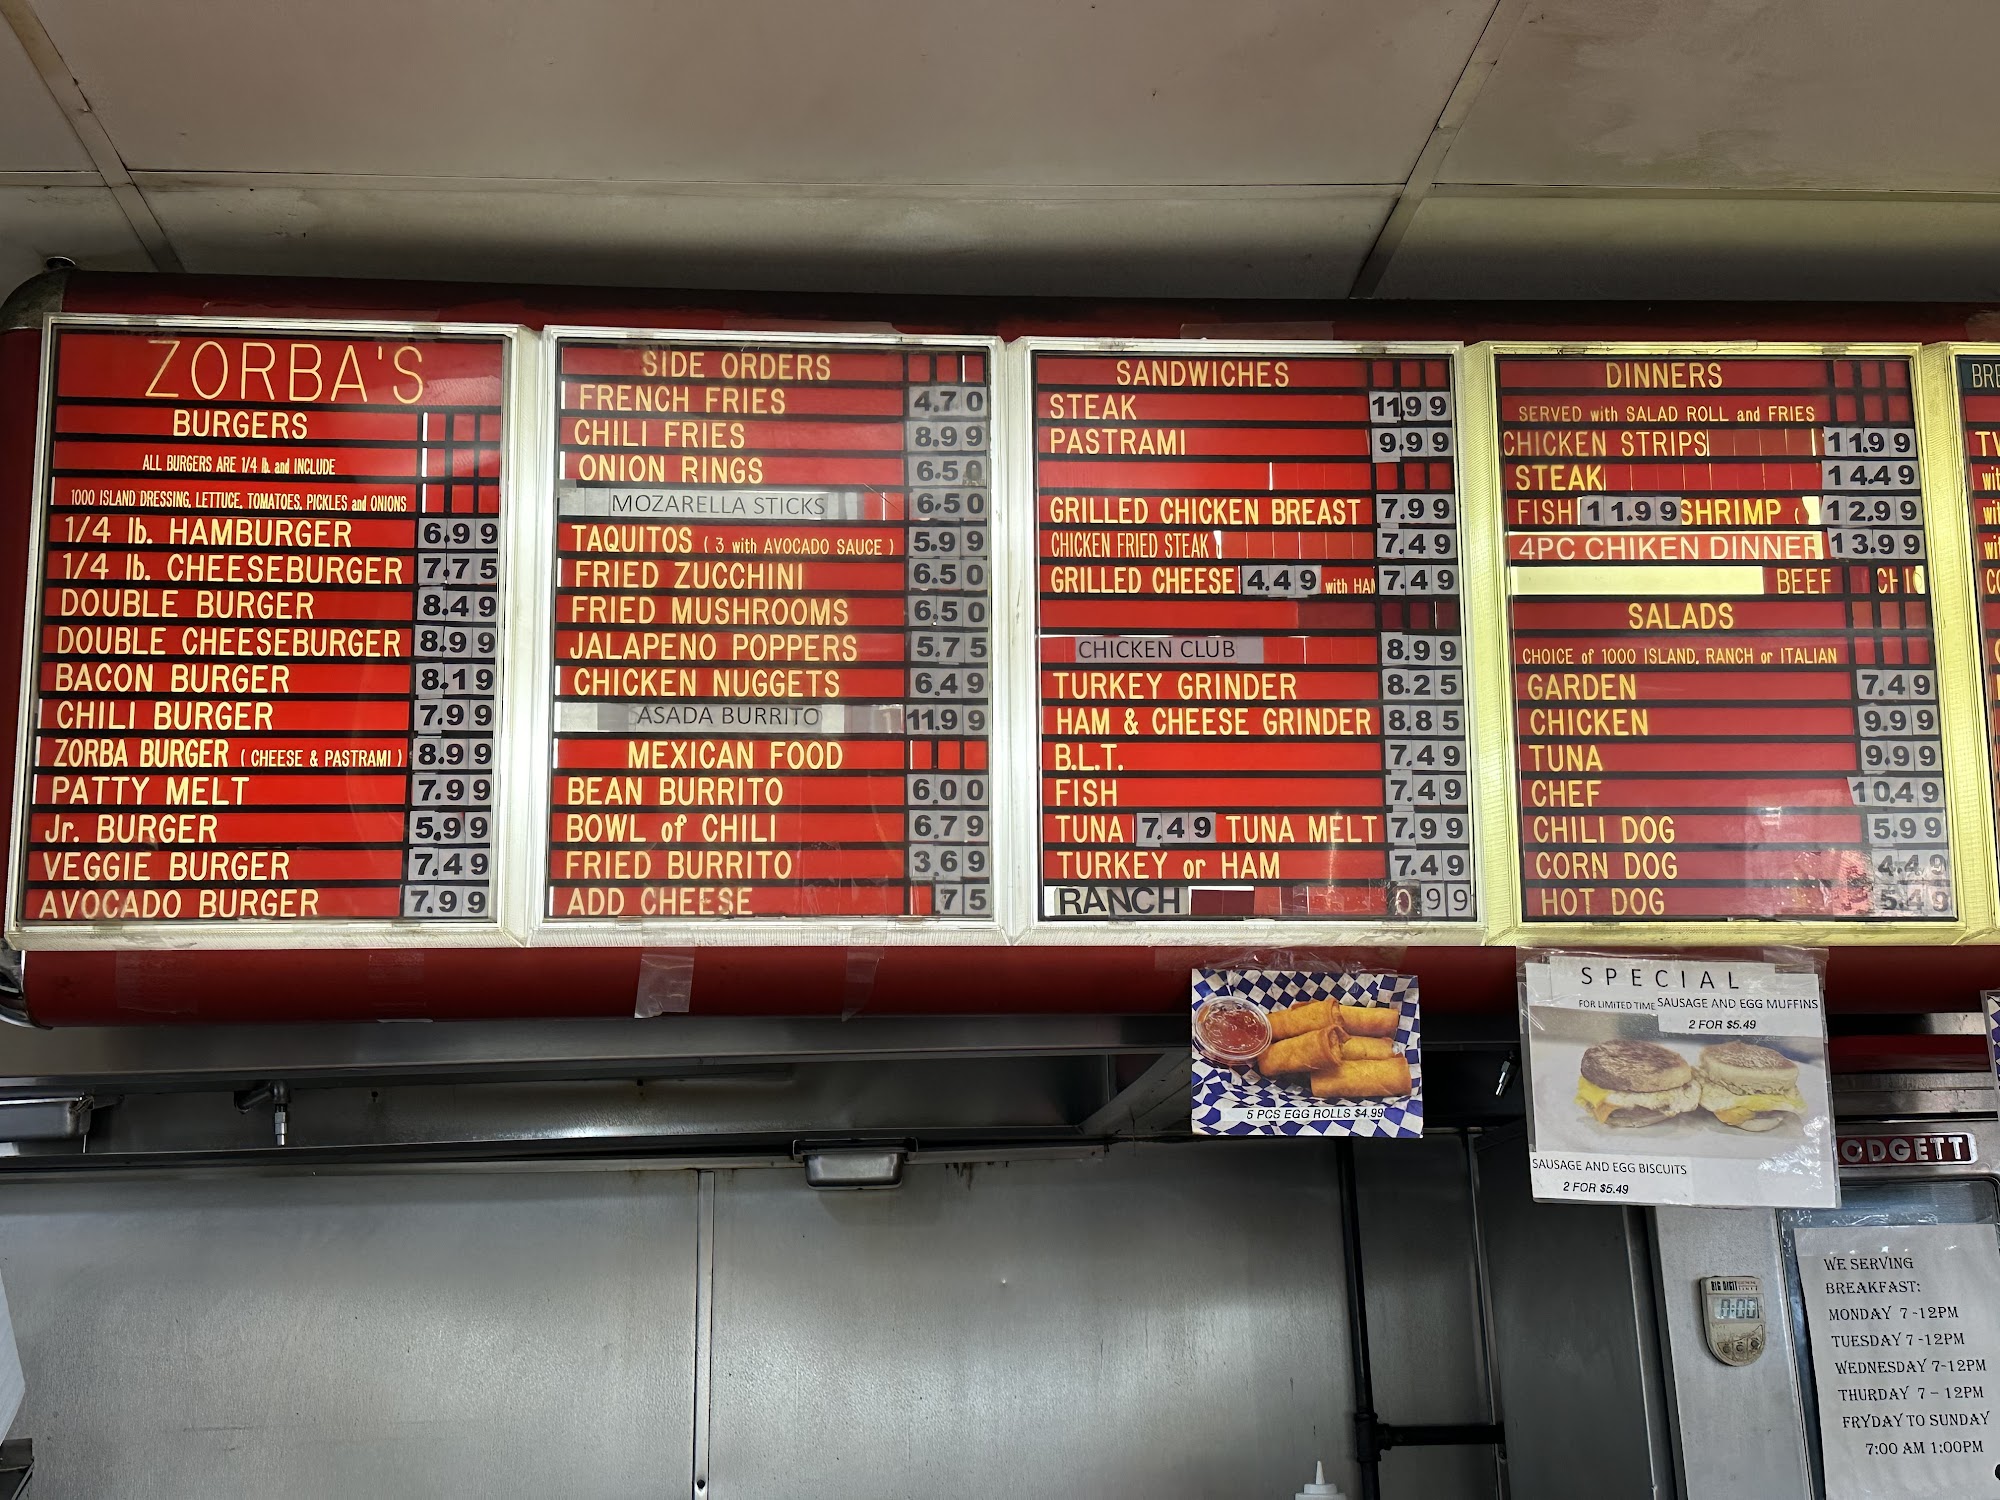 ZORBA'S
BURGERS
ALL BURGERS ARE 1/4 lb. and INCLUDE
1000 ISLAND DRESSING, LETTUCE, TOMATOES, PICKLES and ONIONS
1/4 lb. HAMBURGER 6.99
1/4 lb. CHEESEBURGER 7.75
DOUBLE BURGER 8.49
DOUBLE CHEESEBURGER 8.99
BACON BURGER 8.19
CHILI BURGER 7.99
ZORBA BURGER ( CHEESE & PASTRAMI ) 8.99
PATTY MELT 7.99
Jr. BURGER 5.99
VEGGIE BURGER 7.49
AVOCADO BURGER 7.99
SIDE ORDERS
FRENCH FRIES 4.70
CHILI FRIES 8.99
ONION RINGS 6.50
MOZARELLA STICKS 6.50
TAQUITOS ( 3 with AVOCADO SAUCE ) 5.99
FRIED ZUCCHINI 6.50
FRIED MUSHROOMS 6.50
JALAPENO POPPERS 5.75
CHICKEN NUGGETS 6.49
ASADA BURRITO 11.99
MEXICAN FOOD
BEAN BURRITO 6.00
BOWL of CHILI 6.79
FRIED BURRITO 3.69
ADD CHEESE .75
SANDWICHES
STEAK 11.99
PASTRAMI 9.99
GRILLED CHICKEN BREAST 7.99
CHICKEN FRIED STEAK 7.49
GRILLED CHEESE 4.49 with HAM 7.49
CHICKEN CLUB 8.99
TURKEY GRINDER 8.25
HAM & CHEESE GRINDER 8.85
B.L.T. 7.49
FISH 7.49
TUNA 7.49 TUNA MELT 7.99
TURKEY or HAM 7.49
RANCH 0.99
DINNERS
SERVED with SALAD ROLL and FRIES
CHICKEN STRIPS 11.99
STEAK 14.49
FISH 11.99 SHRIMP 12.99
4PC CHIKEN DINNER 13.99
BEEF
SALADS
CHOICE of 1000 ISLAND, RANCH or ITALIAN
GARDEN 7.49
CHICKEN 9.99
TUNA 9.99
CHEF 10.49
CHILI DOG 5.99
CORN DOG 4.49
HOT DOG 5.49
5 PCS EGG ROLLS $4.99
SPECIAL
FOR LIMITED TIME SAUSAGE AND EGG MUFFINS
2 FOR $5.49
SAUSAGE AND EGG BISCUITS
2 FOR $5.49
ODGETT
BIG DIGIT
0:00
WE SERVING
BREAKFAST:
MONDAY 7 -12PM
TUESDAY 7 -12PM
WEDNESDAY 7-12PM
THURDAY 7 – 12PM
FRYDAY TO SUNDAY
7:00 AM 1:00PM